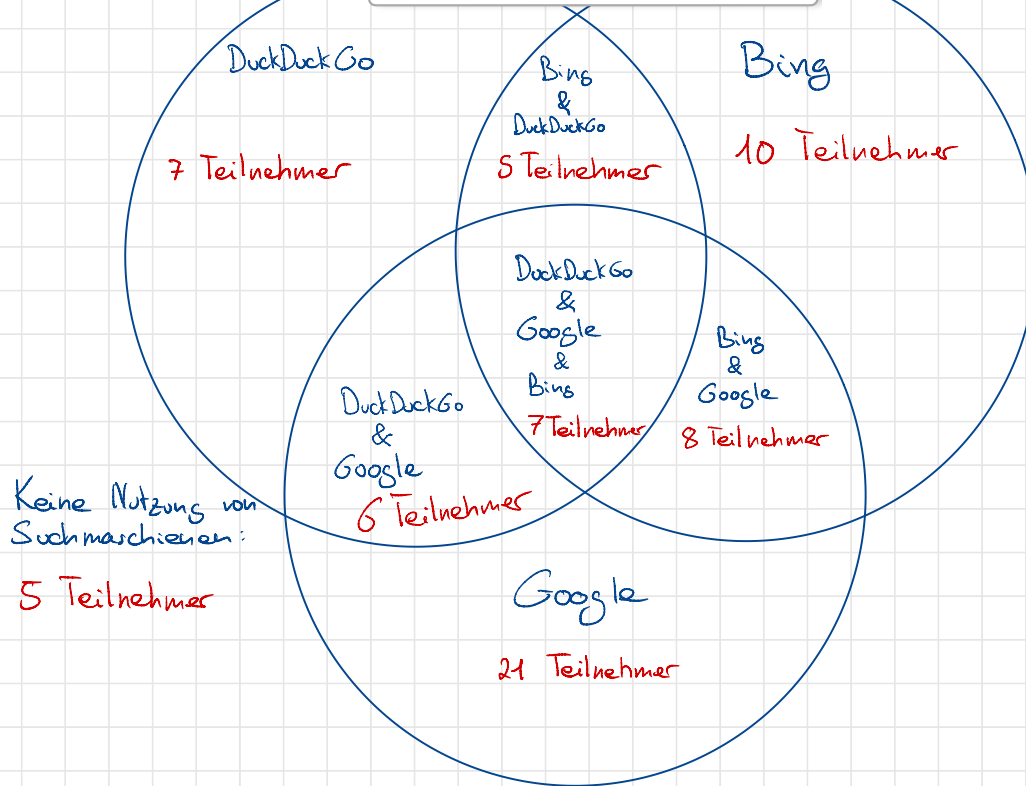 DuckDuckGo
7 Teilnehmer
Bing
&
DuckDuckGo
5 Teilnehmer
Bing
10 Teilnehmer
DuckDuckGo
&
Google
&
Bing
7 Teilnehmer
Bing
&
Google
8 Teilnehmer
DuckDuckGo
&
Google
6 Teilnehmer
Keine Nutzung von
Suchmaschienen:
5 Teilnehmer
Google
21 Teilnehmer